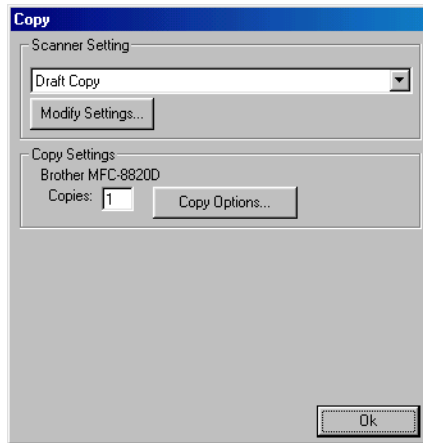 Copy
Scanner Setting
Draft Copy
Modify Settings...
Copy Settings
Brother MFC-8820D
Copies: 1 Copy Options...
Ok